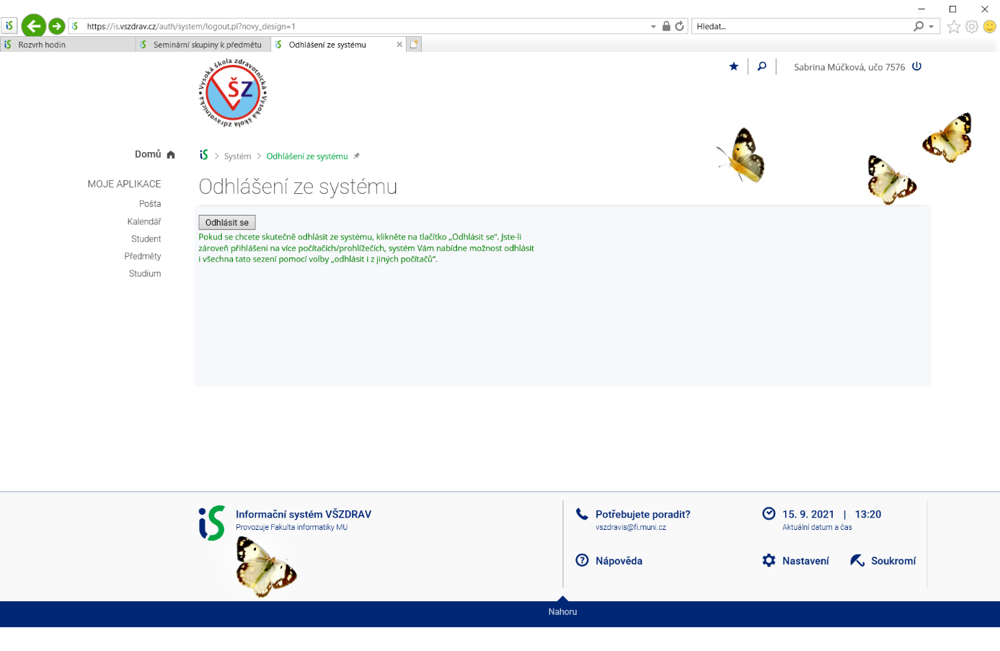 https://is.vszdrav.cz/auth/system/logout.pl?novy_design=1
Hledat...
Rozvrh hodin
Seminární skupiny k předmětu
Odhlášení ze systému
Vysoká škola zdravotnická • Vysoká škola zdravotnická •
VŠZ
Sabrina Múčková, učo 7576
Domů
iS
Systém
Odhlášení ze systému
MOJE APLIKACE
Pošta
Kalendář
Student
Předměty
Studium
Odhlášení ze systému
Odhlásit se
Pokud se chcete skutečně odhlásit ze systému, klikněte na tlačítko „Odhlásit se“. Jste-li
zároveň přihlášeni na více počítačích/prohlížečích, systém Vám nabídne možnost odhlásit
i všechna tato sezení pomocí volby „odhlásit i z jiných počítačů“.
iS
Informační systém VŠZDRAV
Provozuje Fakulta informatiky MU
Potřebujete poradit?
vszdravis@fi.muni.cz
15. 9. 2021 | 13:20
Aktuální datum a čas
Nápověda
Nastavení
Soukromí
Nahoru